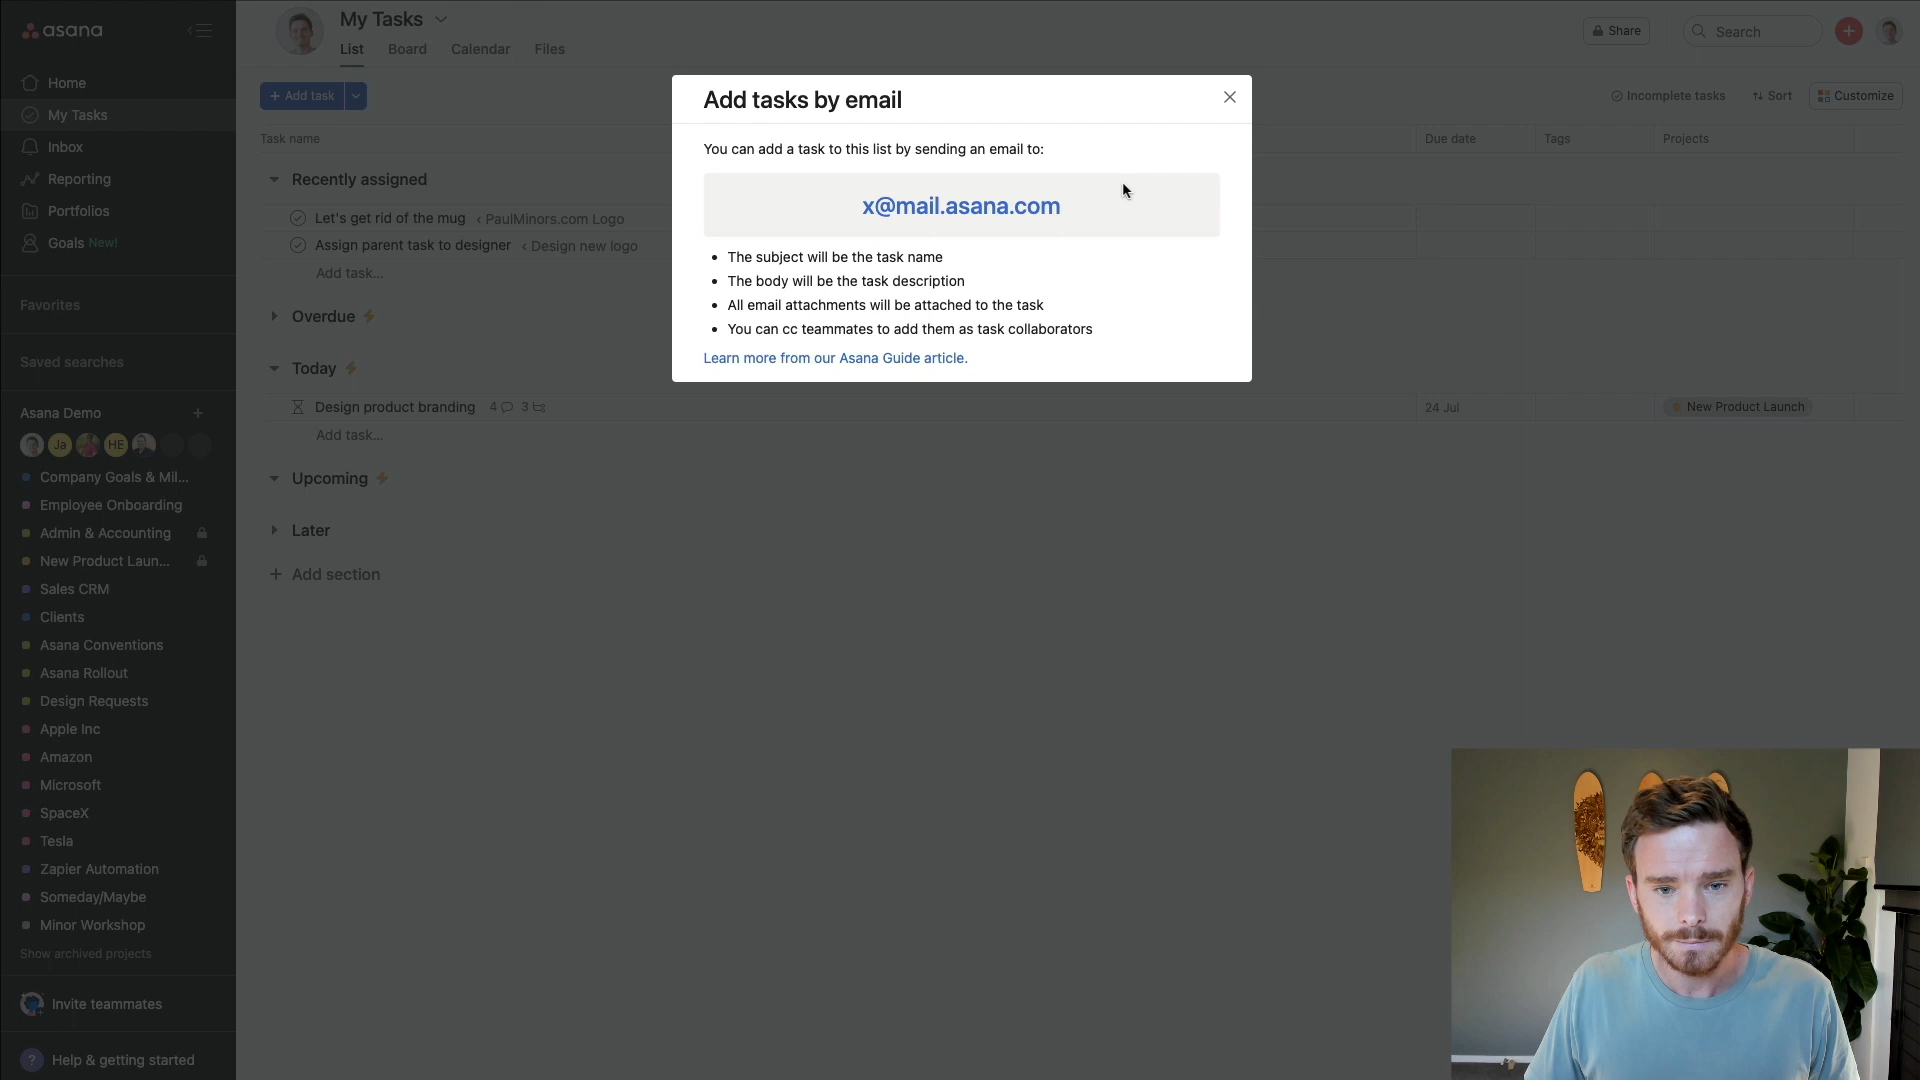 asana
Home
My Tasks
Inbox
Reporting
Portfolios
Goals New!
Favorites
Saved searches
Asana Demo +
Ja HE
Company Goals & Mil...
Employee Onboarding
Admin & Accounting
New Product Laun...
Sales CRM
Clients
Asana Conventions
Asana Rollout
Design Requests
Apple Inc
Amazon
Microsoft
SpaceX
Tesla
Zapier Automation
Someday/Maybe
Minor Workshop
Show archived projects
Invite teammates
? Help & getting started
My Tasks
List Board Calendar Files
Share
Search
+ Add task
Incomplete tasks
Sort
Customize
Task name
Due date
Tags
Projects
Recently assigned
Let's get rid of the mug ‹ PaulMinors.com Logo
Assign parent task to designer ‹ Design new logo
Add task...
Overdue
Today
Design product branding 4 3
24 Jul
New Product Launch
Add task...
Upcoming
Later
+ Add section
Add tasks by email
You can add a task to this list by sending an email to:
x@mail.asana.com
• The subject will be the task name
• The body will be the task description
• All email attachments will be attached to the task
• You can cc teammates to add them as task collaborators
Learn more from our Asana Guide article.